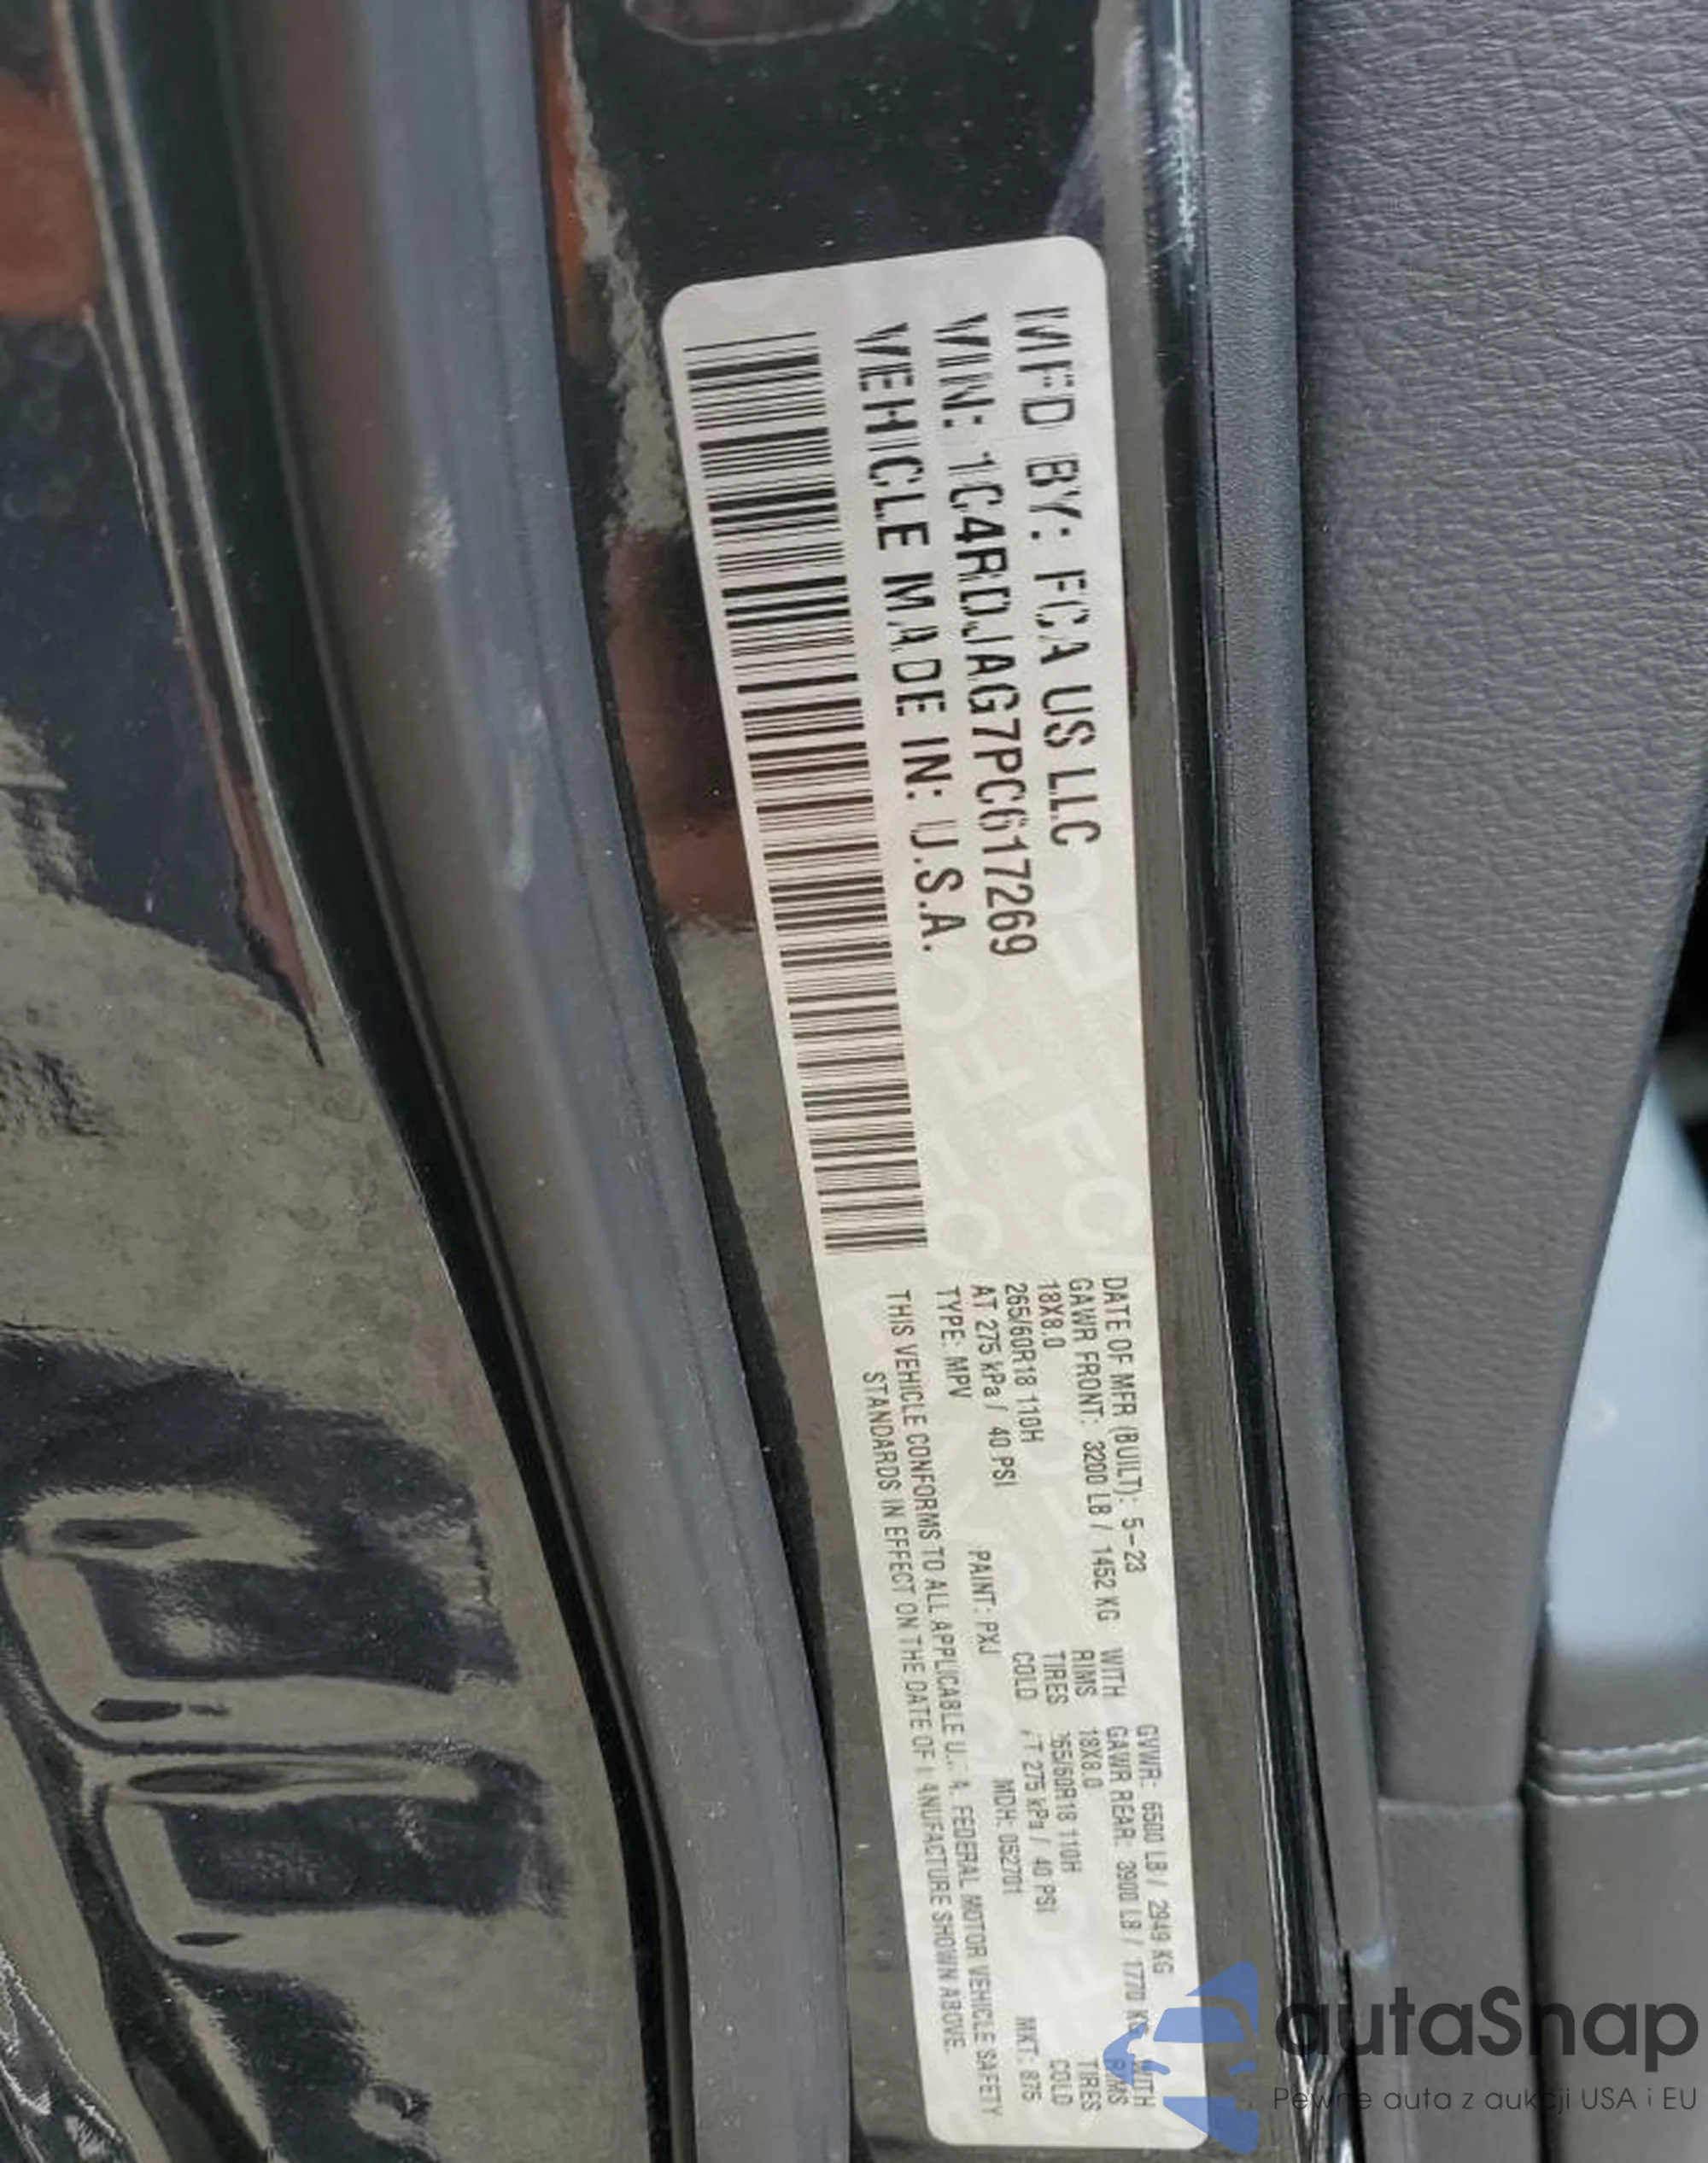 MFD BY: FCA US LLC
VIN: 1C4RDJAG7PC617269
VEHICLE MADE IN: U.S.A.
DATE OF MFR (BUILT): 5-23
GVWR: 6500 LB / 2949 KG
GAWR FRONT: 3200 LB / 1452 KG WITH
GAWR REAR: 3900 LB / 1770 KG WITH
18X8.0 RIMS
18X8.0 RIMS
265/60R18 110H TIRES
265/60R18 110H TIRES
AT 275 kPa / 40 PSI COLD
AT 275 kPa / 40 PSI COLD
TYPE: MPV PAINT: PXJ MDH: 052701 MKT: 875
THIS VEHICLE CONFORMS TO ALL APPLICABLE U.S.A. FEDERAL MOTOR VEHICLE SAFETY
STANDARDS IN EFFECT ON THE DATE OF MANUFACTURE SHOWN ABOVE.
autaSnap
Pewne auta z aukcji USA i EU